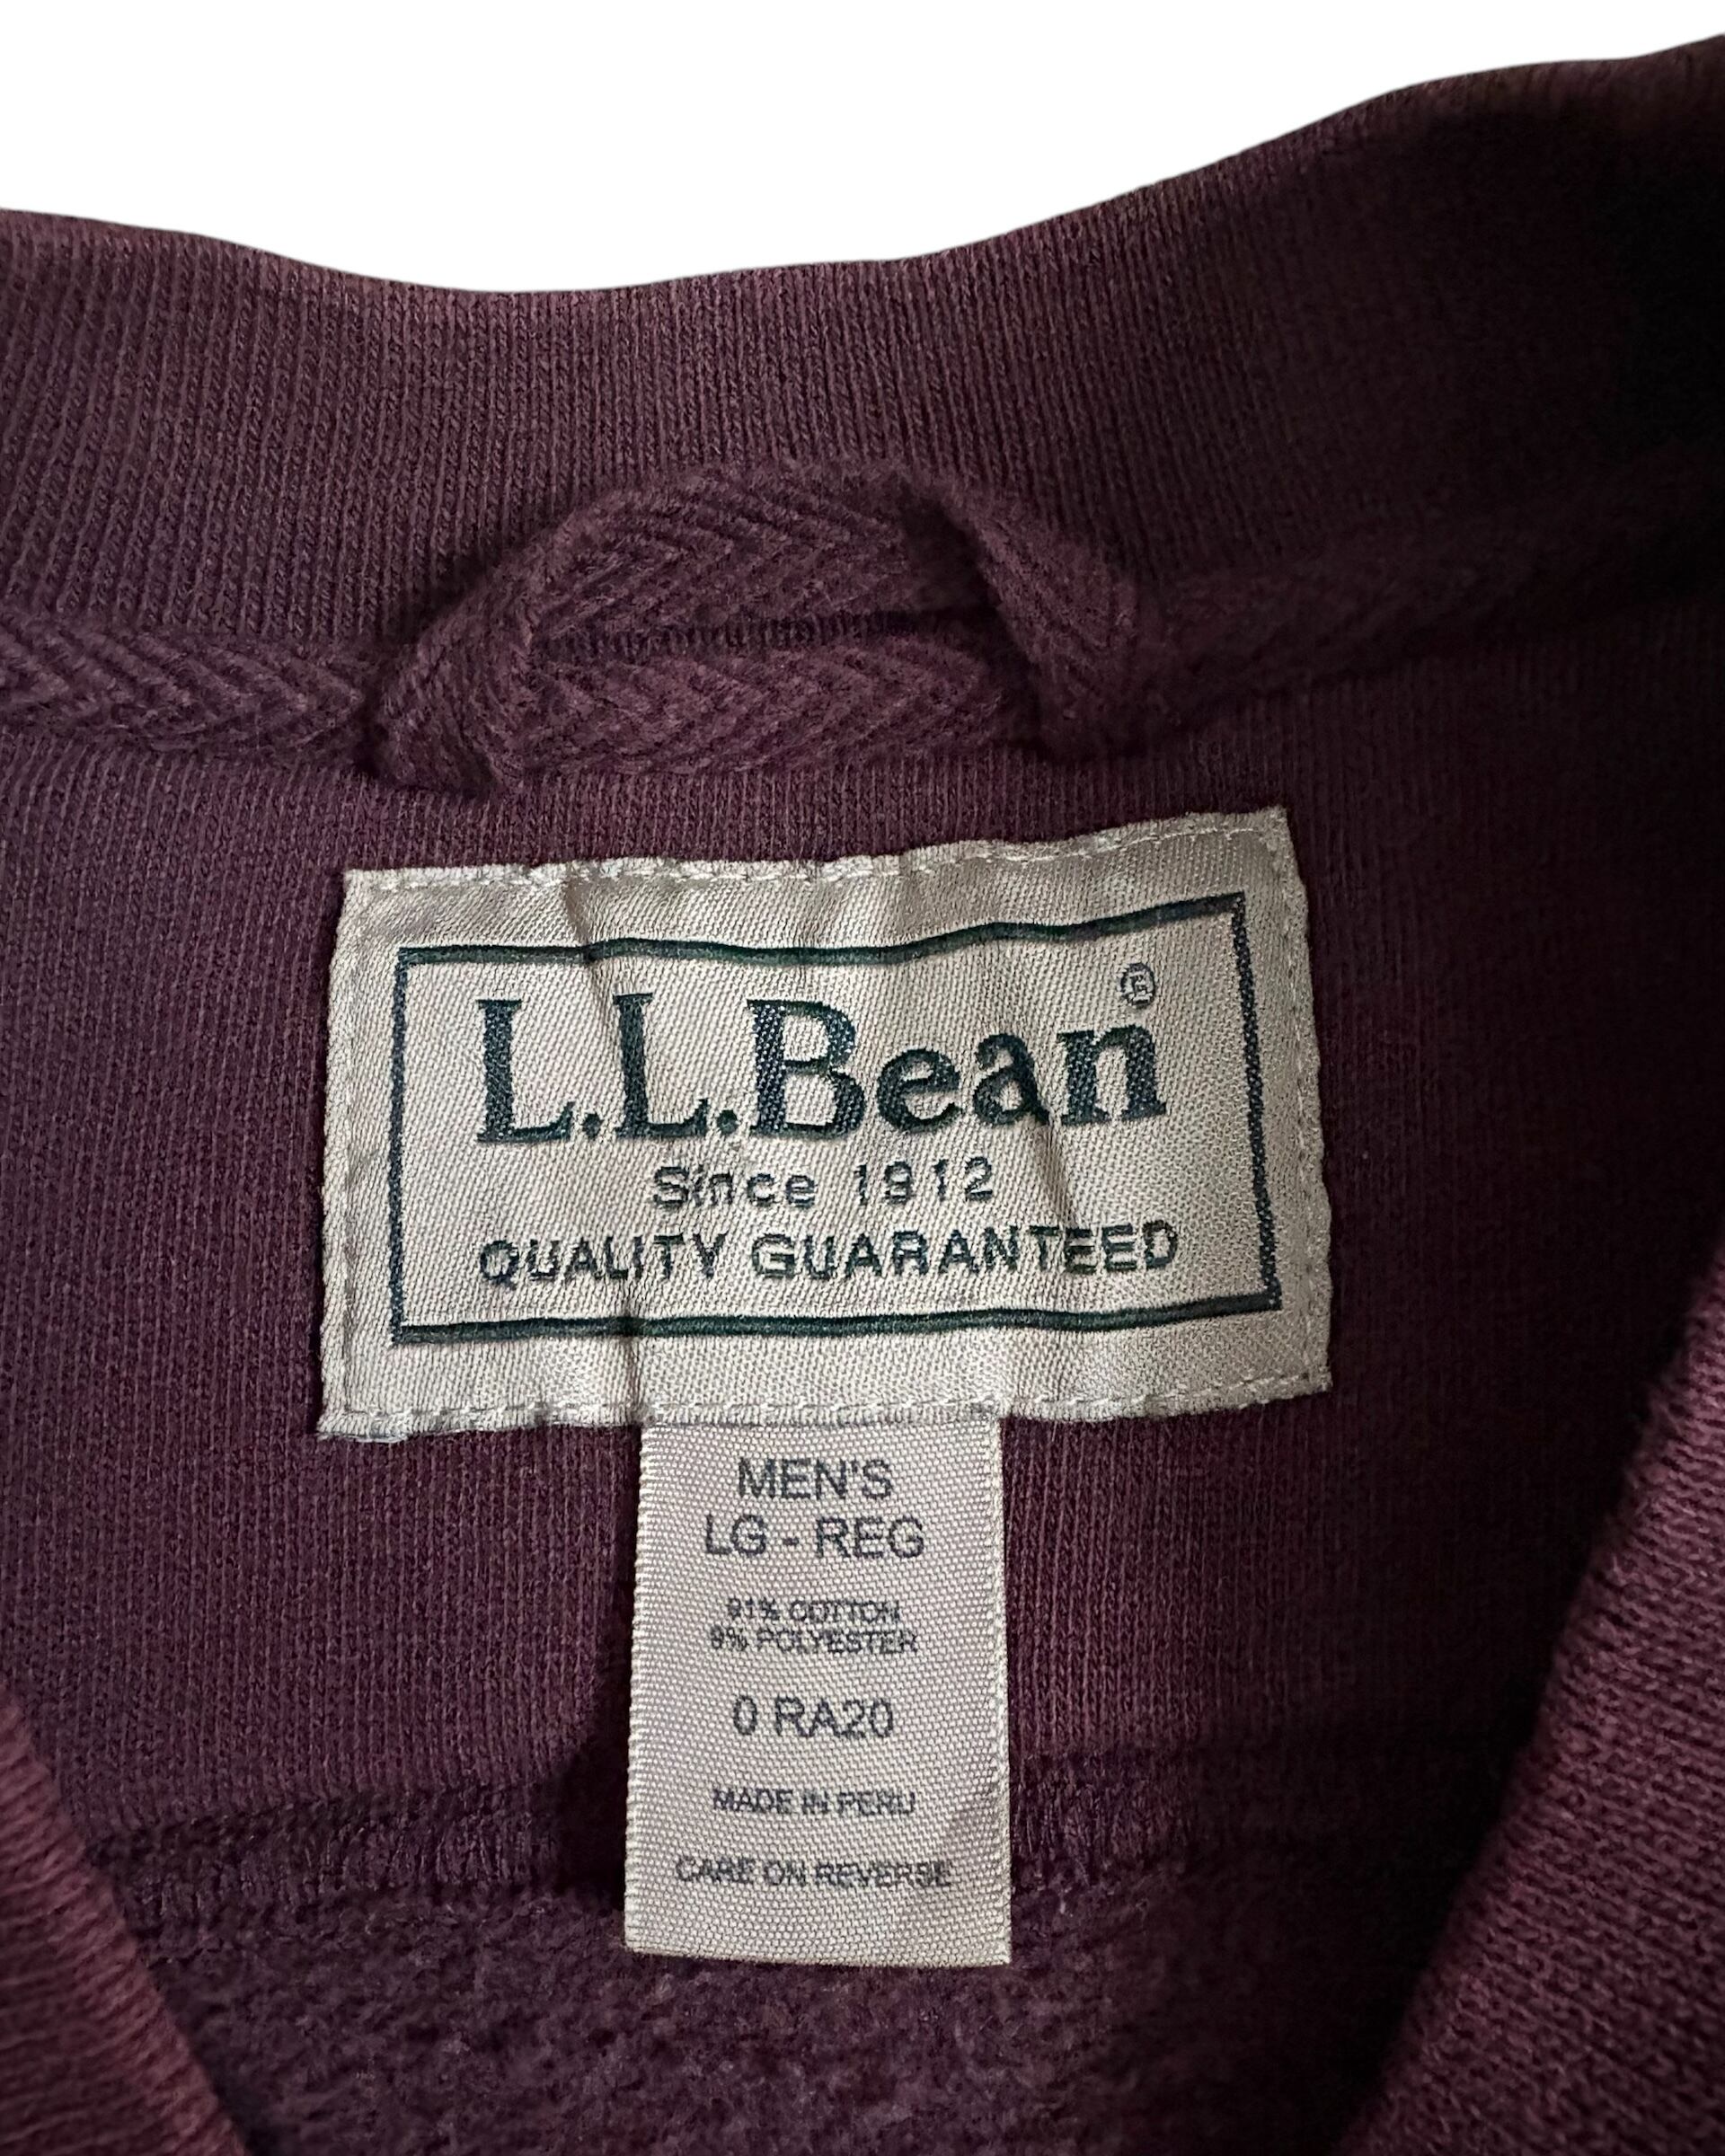 L.L.Bean®
Since 1912
QUALITY GUARANTEED
MEN'S
LG - REG
91% COTTON
9% POLYESTER
0 RA20
MADE IN PERU
CARE ON REVERSE